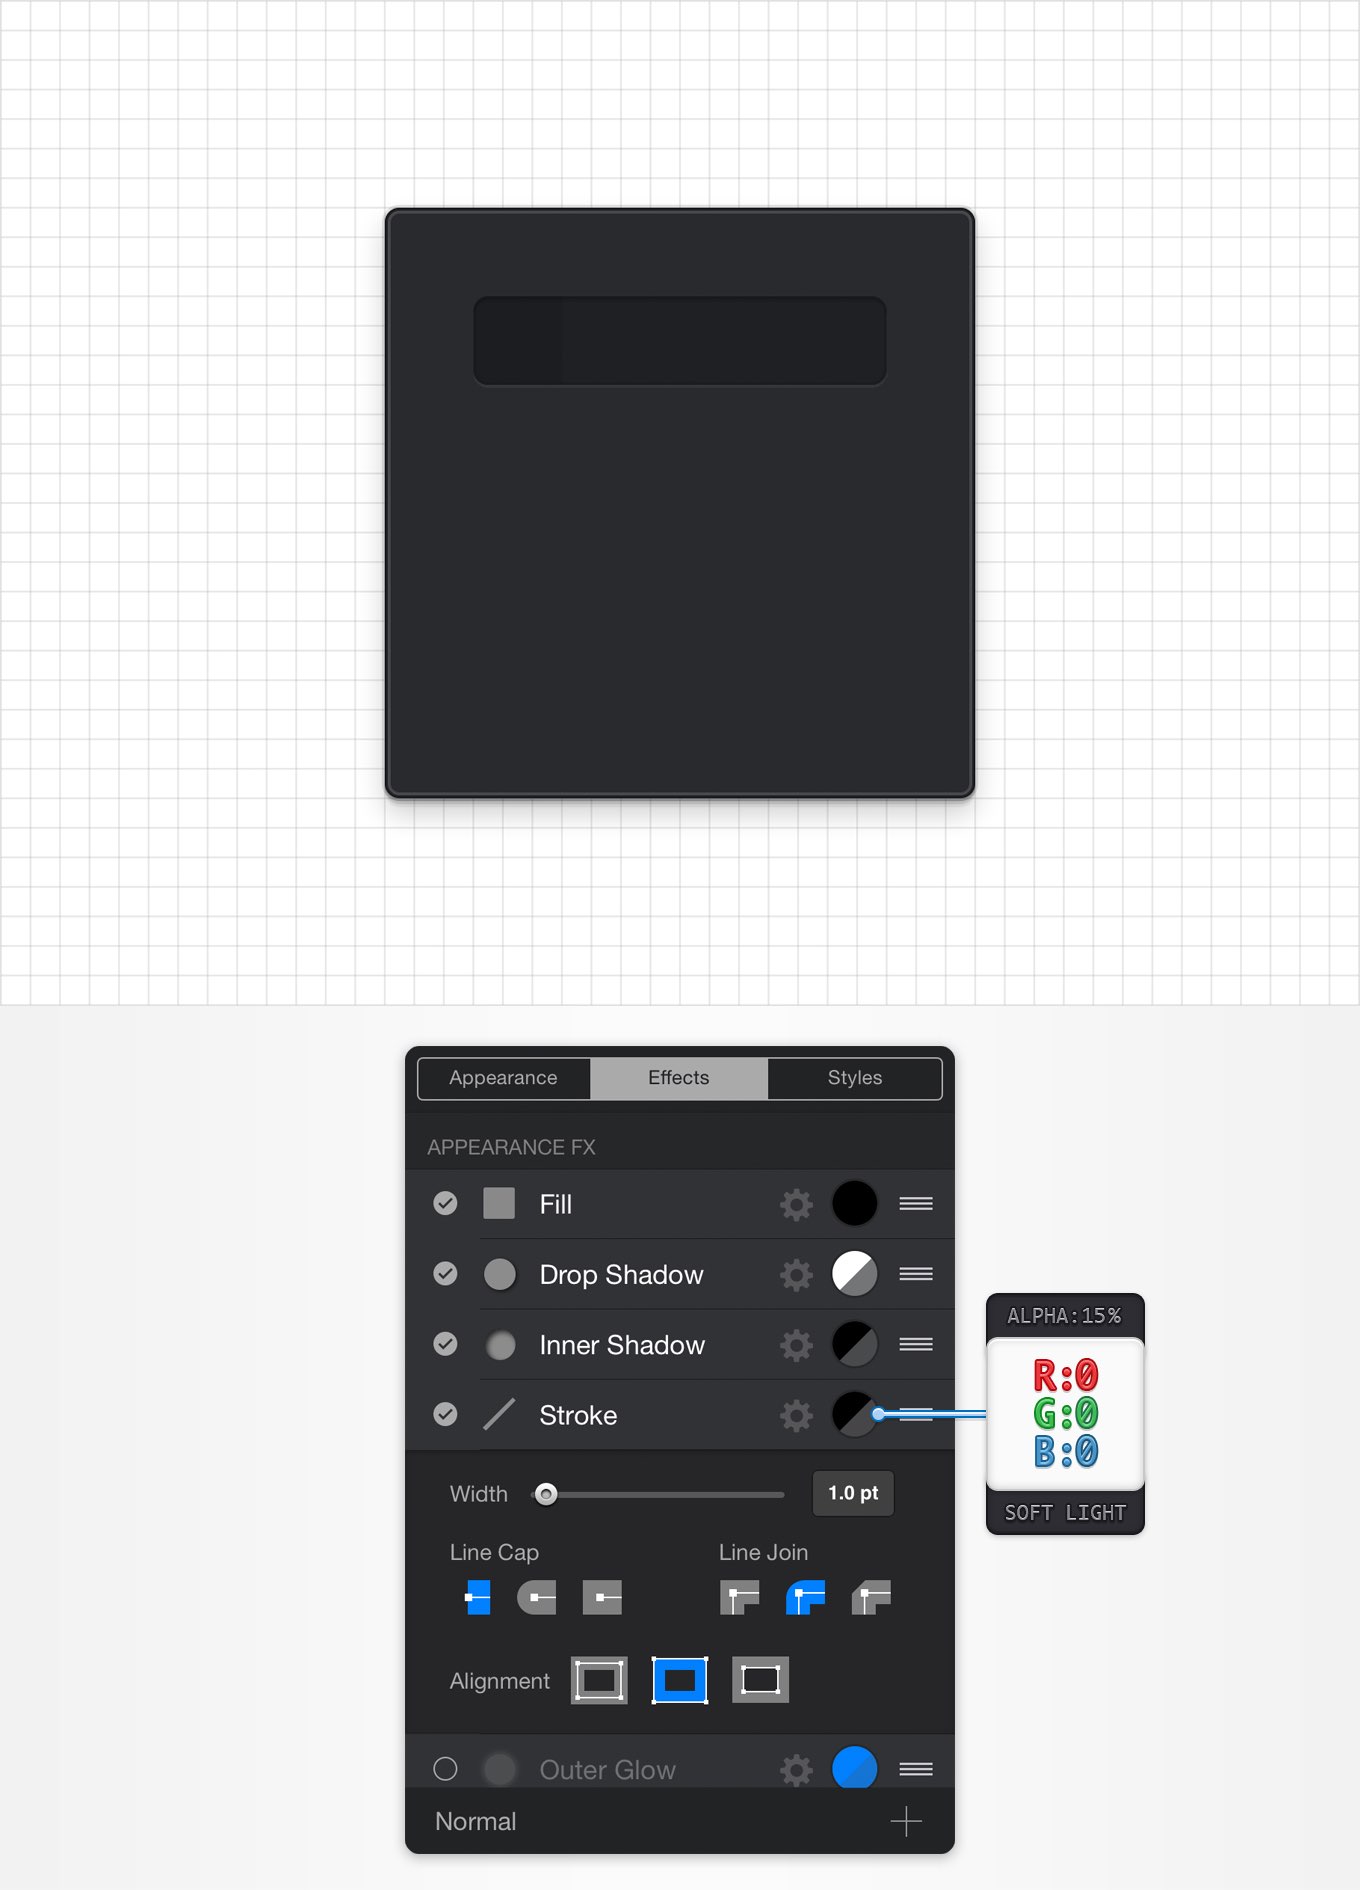 Appearance Effects Styles
APPEARANCE FX
Fill
Drop Shadow
Inner Shadow
Stroke
Width 1.0 pt
Line Cap Line Join
Alignment
Outer Glow
Normal
ALPHA:15%
R:0
G:0
B:0
SOFT LIGHT